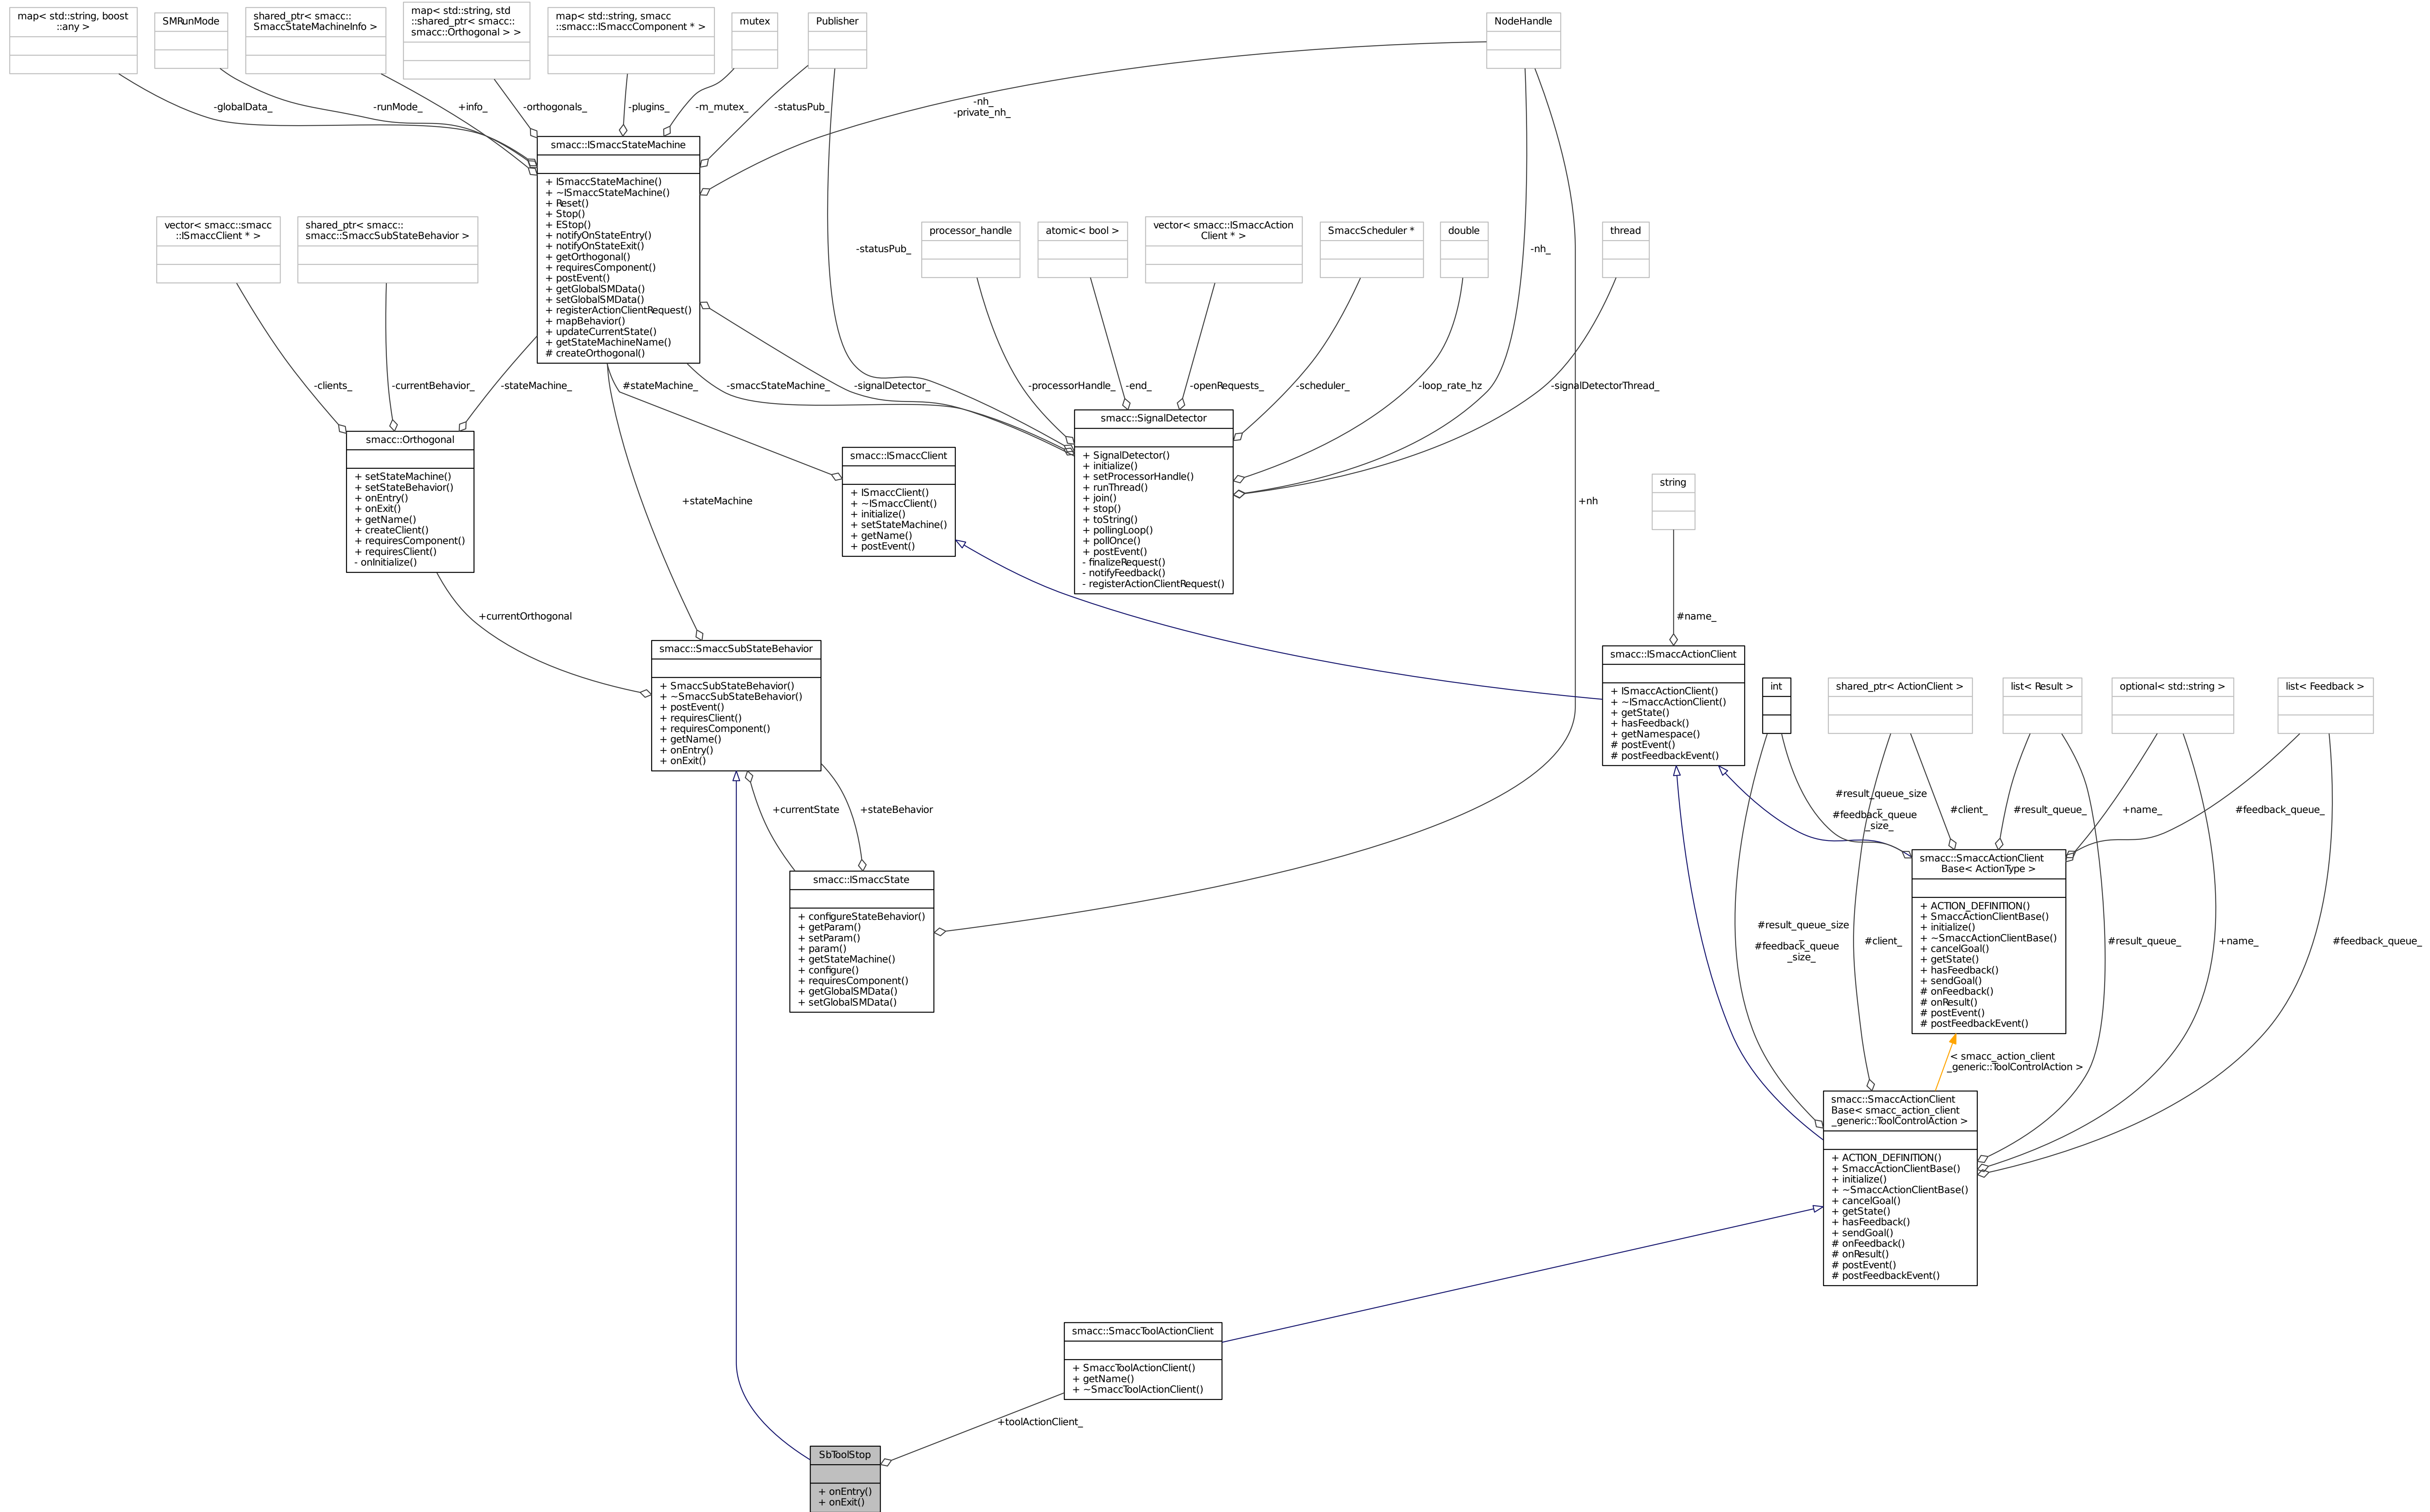 map< std::string, boost
::any >
SMRunMode
shared_ptr< smacc::
SmaccStateMachineInfo >
map< std::string, std
::shared_ptr< smacc::
smacc::Orthogonal > >
map< std::string, smacc
::smacc::ISmaccComponent * >
mutex
Publisher
NodeHandle
-globalData_
-runMode_
+info_
-orthogonals_
-plugins_
-m_mutex_
-statusPub_
-nh_
-private_nh_
smacc::ISmaccStateMachine
+ ISmaccStateMachine()
+ ~ISmaccStateMachine()
+ Reset()
+ Stop()
+ EStop()
+ notifyOnStateEntry()
+ notifyOnStateExit()
+ getOrthogonal()
+ requiresComponent()
+ postEvent()
+ getGlobalSMData()
+ setGlobalSMData()
+ registerActionClientRequest()
+ mapBehavior()
+ updateCurrentState()
+ getStateMachineName()
# createOrthogonal()
vector< smacc::smacc
::ISmaccClient * >
shared_ptr< smacc::
smacc::SmaccSubStateBehavior >
-statusPub_
processor_handle
atomic< bool >
vector< smacc::ISmaccAction
Client * >
SmaccScheduler *
double
-nh_
thread
-clients_
-currentBehavior_
-stateMachine_
#stateMachine_
-smaccStateMachine_
-signalDetector_
-processorHandle_
-end_
-openRequests_
-scheduler_
-loop_rate_hz
-signalDetectorThread_
smacc::Orthogonal
+ setStateMachine()
+ setStateBehavior()
+ onEntry()
+ onExit()
+ getName()
+ createClient()
+ requiresComponent()
+ requiresClient()
- onInitialize()
smacc::ISmaccClient
+ ISmaccClient()
+ ~ISmaccClient()
+ initialize()
+ setStateMachine()
+ getName()
+ postEvent()
smacc::SignalDetector
+ SignalDetector()
+ initialize()
+ setProcessorHandle()
+ runThread()
+ join()
+ stop()
+ toString()
+ pollingLoop()
+ pollOnce()
+ postEvent()
- finalizeRequest()
- notifyFeedback()
- registerActionClientRequest()
+stateMachine
+nh
string
+currentOrthogonal
#name_
smacc::SmaccSubStateBehavior
+ SmaccSubStateBehavior()
+ ~SmaccSubStateBehavior()
+ postEvent()
+ requiresClient()
+ requiresComponent()
+ getName()
+ onEntry()
+ onExit()
smacc::ISmaccActionClient
+ ISmaccActionClient()
+ ~ISmaccActionClient()
+ getState()
+ hasFeedback()
+ getNamespace()
# postEvent()
# postFeedbackEvent()
int
shared_ptr< ActionClient >
list< Result >
optional< std::string >
list< Feedback >
+currentState
+stateBehavior
#result_queue_size
_
#feedback_queue
_size_
#client_
#result_queue_
+name_
#feedback_queue_
smacc::ISmaccState
+ configureStateBehavior()
+ getParam()
+ setParam()
+ param()
+ getStateMachine()
+ configure()
+ requiresComponent()
+ getGlobalSMData()
+ setGlobalSMData()
smacc::SmaccActionClient
Base< ActionType >
+ ACTION_DEFINITION()
+ SmaccActionClientBase()
+ initialize()
+ ~SmaccActionClientBase()
+ cancelGoal()
+ getState()
+ hasFeedback()
+ sendGoal()
# onFeedback()
# onResult()
# postEvent()
# postFeedbackEvent()
#result_queue_size
_
#feedback_queue
_size_
#client_
#result_queue_
+name_
#feedback_queue_
< smacc_action_client
_generic::ToolControlAction >
smacc::SmaccActionClient
Base< smacc_action_client
_generic::ToolControlAction >
+ ACTION_DEFINITION()
+ SmaccActionClientBase()
+ initialize()
+ ~SmaccActionClientBase()
+ cancelGoal()
+ getState()
+ hasFeedback()
+ sendGoal()
# onFeedback()
# onResult()
# postEvent()
# postFeedbackEvent()
smacc::SmaccToolActionClient
+ SmaccToolActionClient()
+ getName()
+ ~SmaccToolActionClient()
+toolActionClient_
SbToolStop
+ onEntry()
+ onExit()